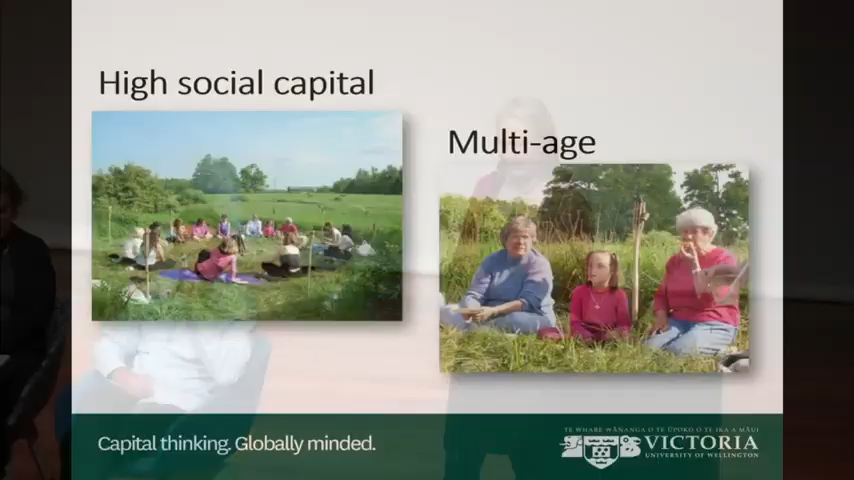 High social capital
Multi-age
Capital thinking. Globally minded.
TE WHARE WĀNANGA O TE ŪPOKO O TE IKA A MĀUI
VICTORIA
UNIVERSITY OF WELLINGTON